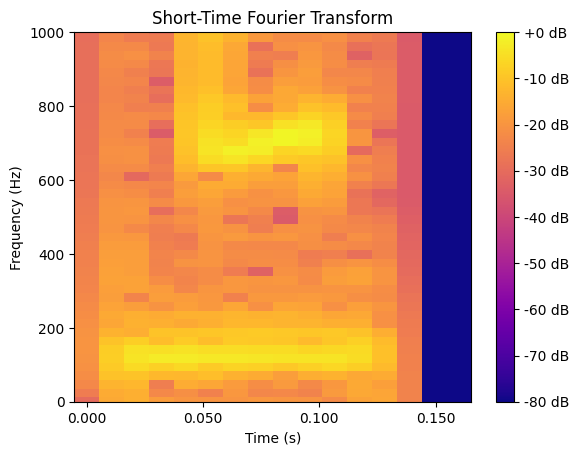 Short-Time Fourier Transform
1000
800
600
400
200
0
Frequency (Hz)
0.000
0.050
0.100
0.150
Time (s)
+0 dB
-10 dB
-20 dB
-30 dB
-40 dB
-50 dB
-60 dB
-70 dB
-80 dB